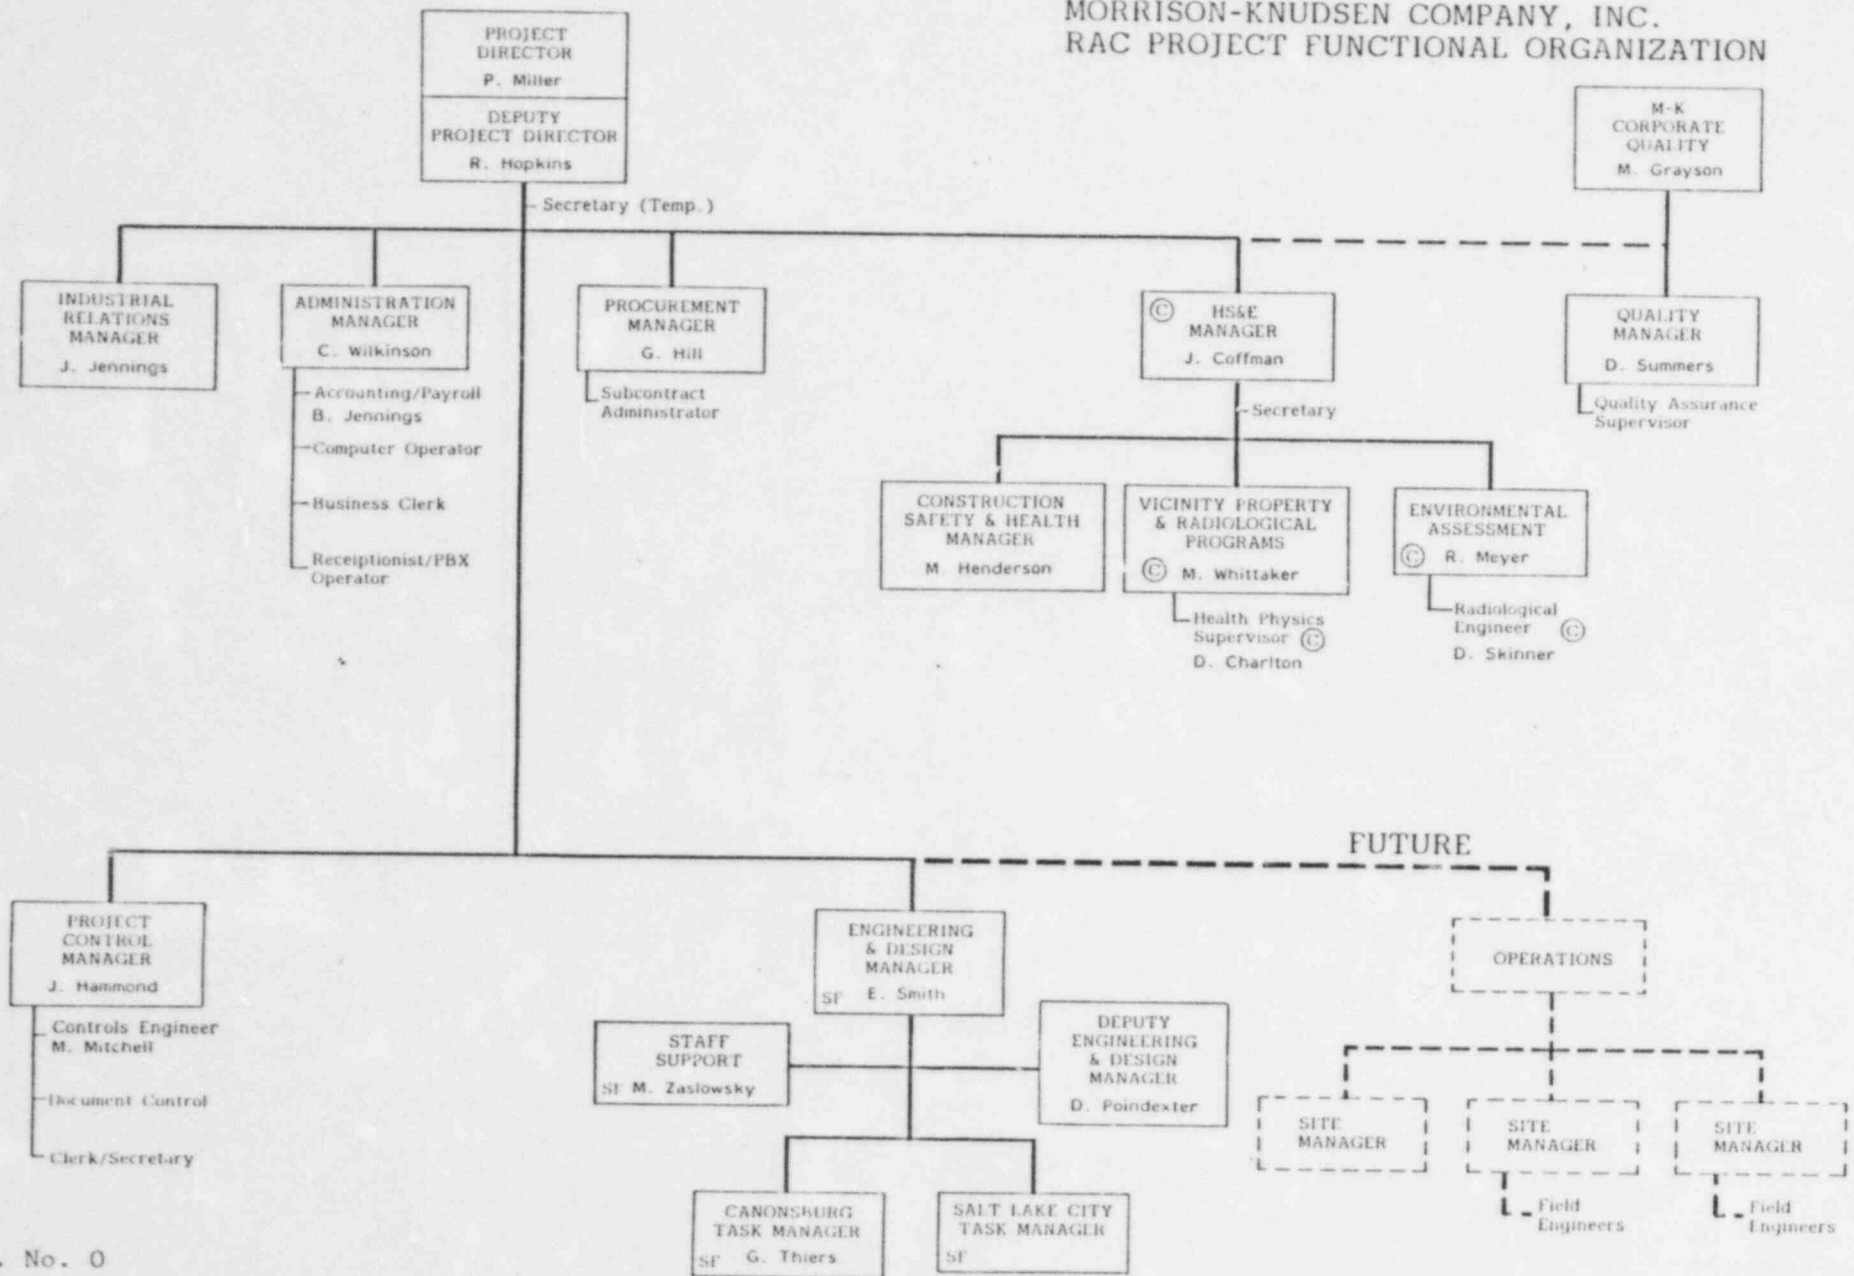 MORRISON-KNUDSEN COMPANY, INC.
RAC PROJECT FUNCTIONAL ORGANIZATION
PROJECT
DIRECTOR
P. Miller
DEPUTY
PROJECT DIRECTOR
R. Hopkins
Secretary (Temp.)
M-K
CORPORATE
QUALITY
M. Grayson
INDUSTRIAL
RELATIONS
MANAGER
J. Jennings
ADMINISTRATION
MANAGER
C. Wilkinson
Accounting/Payroll
B. Jennings
Computer Operator
Business Clerk
Receiptionist/PBX
Operator
PROCUREMENT
MANAGER
G. Hill
Subcontract
Administrator
Ⓒ HS&E
MANAGER
J. Coffman
Secretary
QUALITY
MANAGER
D. Summers
Quality Assurance
Supervisor
CONSTRUCTION
SAFETY & HEALTH
MANAGER
M. Henderson
VICINITY PROPERTY
& RADIOLOGICAL
PROGRAMS
Ⓒ M. Whittaker
Health Physics
Supervisor Ⓒ
D. Charlton
ENVIRONMENTAL
ASSESSMENT
Ⓒ R. Meyer
Radiological
Engineer Ⓒ
D. Skinner
FUTURE
PROJECT
CONTROL
MANAGER
J. Hammond
Controls Engineer
M. Mitchell
Document Control
Clerk/Secretary
ENGINEERING
& DESIGN
MANAGER
SF E. Smith
STAFF
SUPPORT
SF M. Zaslowsky
DEPUTY
ENGINEERING
& DESIGN
MANAGER
D. Poindexter
CANONSBURG
TASK MANAGER
SF G. Thiers
SALT LAKE CITY
TASK MANAGER
SF
OPERATIONS
SITE
MANAGER
SITE
MANAGER
Field
Engineers
SITE
MANAGER
Field
Engineers
. No. 0